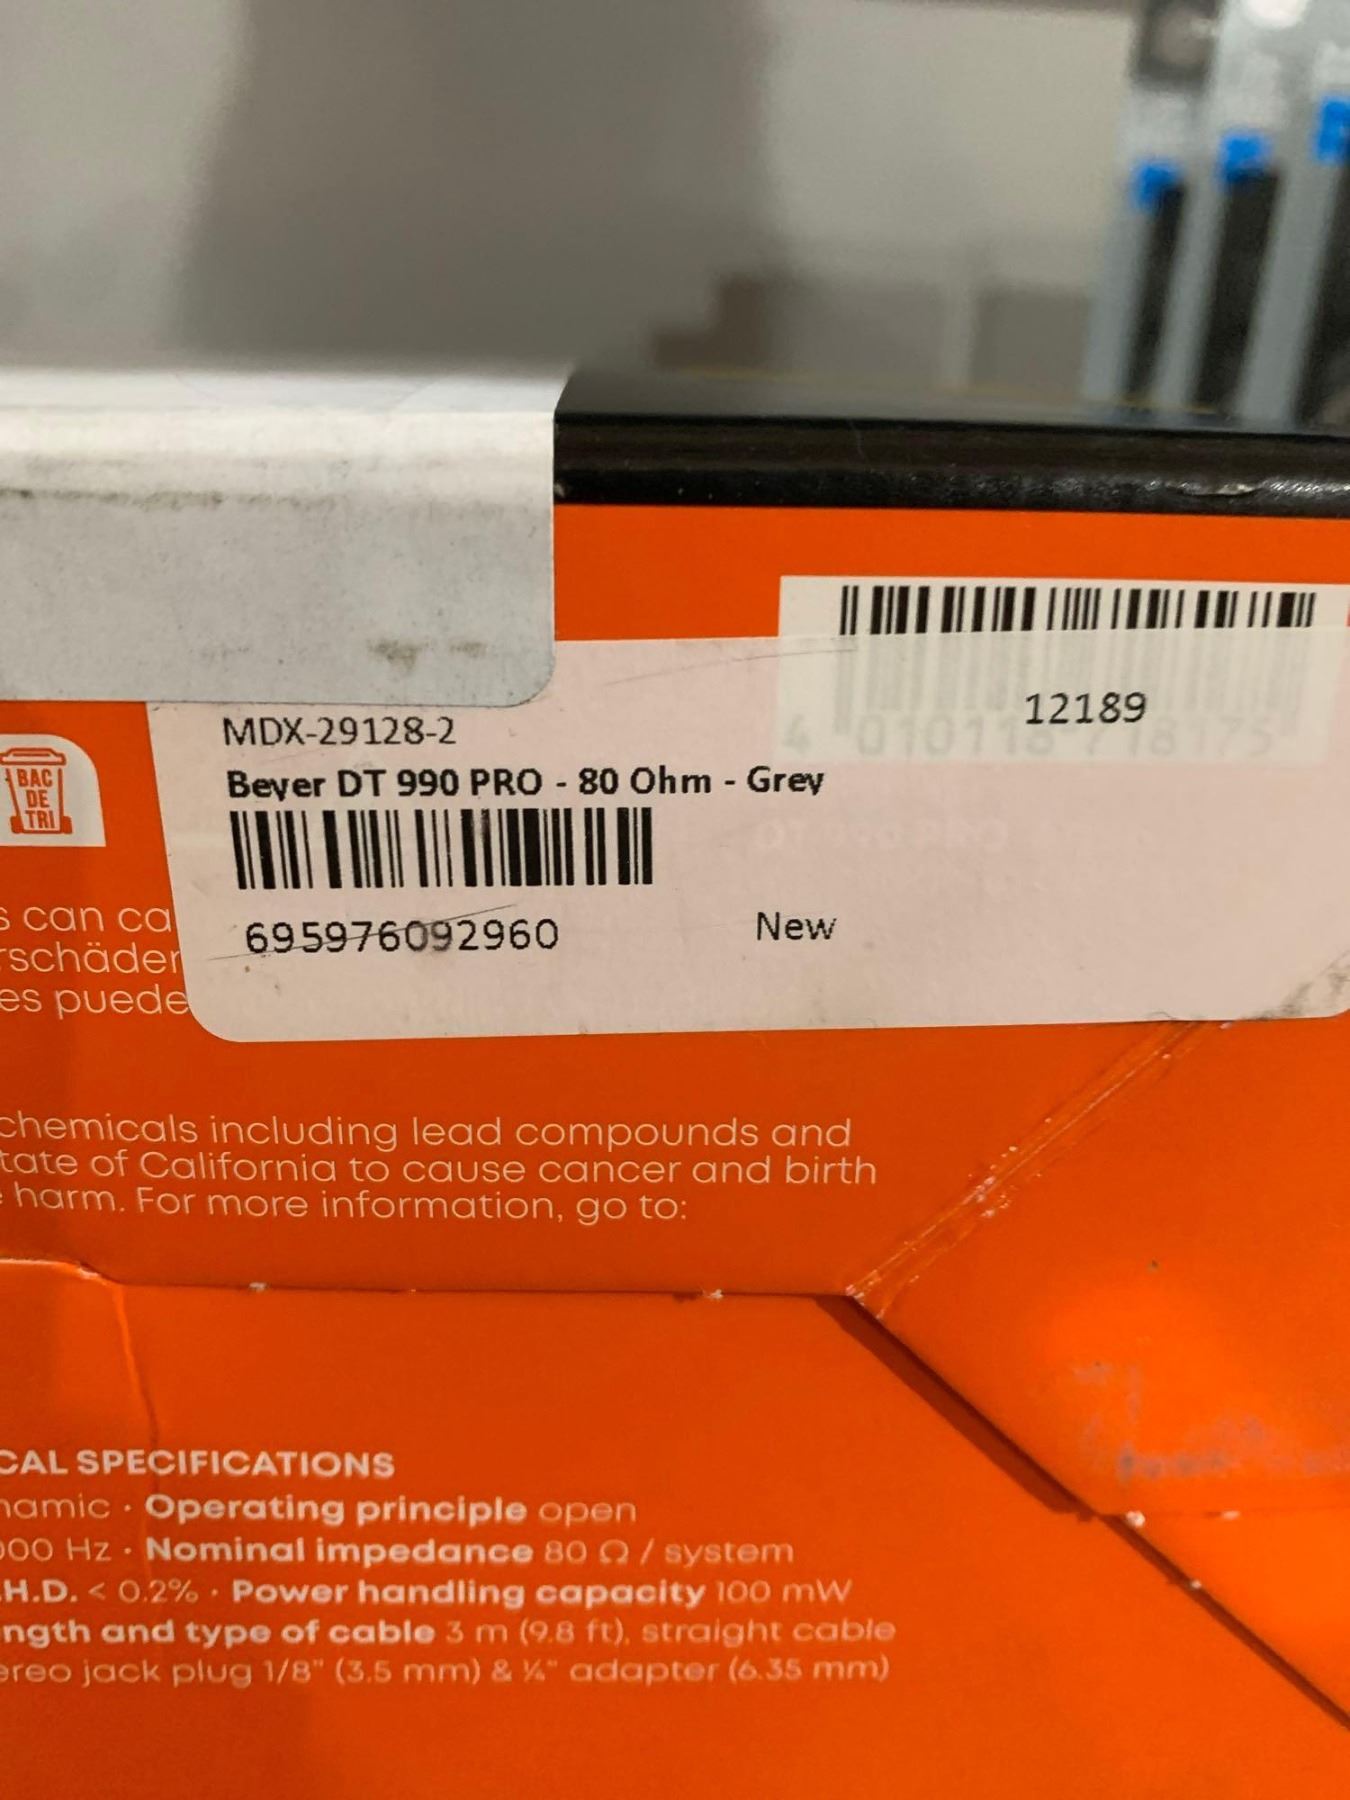 12189
4 010118 718175
MDX-29128-2
Beyer DT 990 PRO - 80 Ohm - Grey
695976092960
New
BAC
DE
TRI
s can ca
rschäder
es puede
chemicals including lead compounds and
tate of California to cause cancer and birth
harm. For more information, go to:
CAL SPECIFICATIONS
namic · Operating principle open
000 Hz · Nominal impedance 80 Ω / system
.H.D. < 0.2% · Power handling capacity 100 mW
ngth and type of cable 3 m (9.8 ft), straight cable
ereo jack plug 1/8" (3.5 mm) & ¼" adapter (6.35 mm)